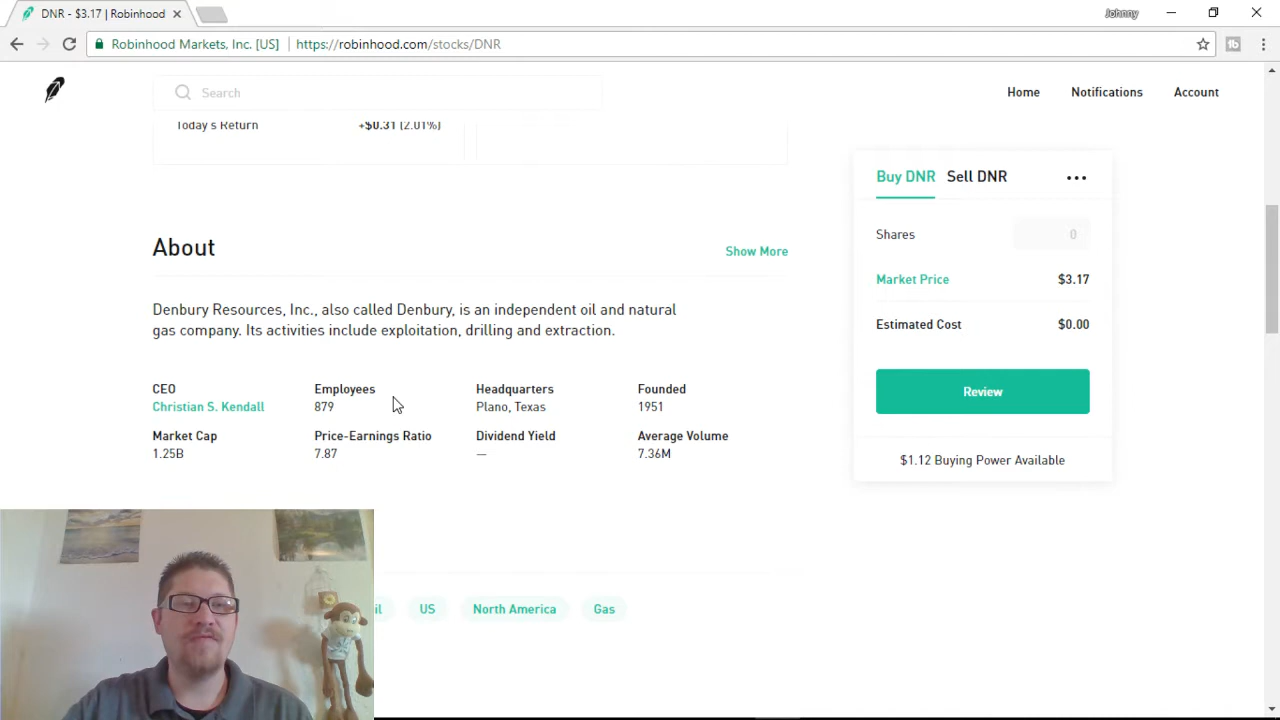 DNR - $3.17 | Robinhood
Johnny
Robinhood Markets, Inc. [US] https://robinhood.com/stocks/DNR
Search
Home Notifications Account
Today's Return +$0.31 (2.01%)
Buy DNR Sell DNR
Shares 0
Market Price $3.17
Estimated Cost $0.00
Review
$1.12 Buying Power Available
About Show More
Denbury Resources, Inc., also called Denbury, is an independent oil and natural
gas company. Its activities include exploitation, drilling and extraction.
CEO Employees Headquarters Founded
Christian S. Kendall 879 Plano, Texas 1951
Market Cap Price-Earnings Ratio Dividend Yield Average Volume
1.25B 7.87 — 7.36M
US North America Gas